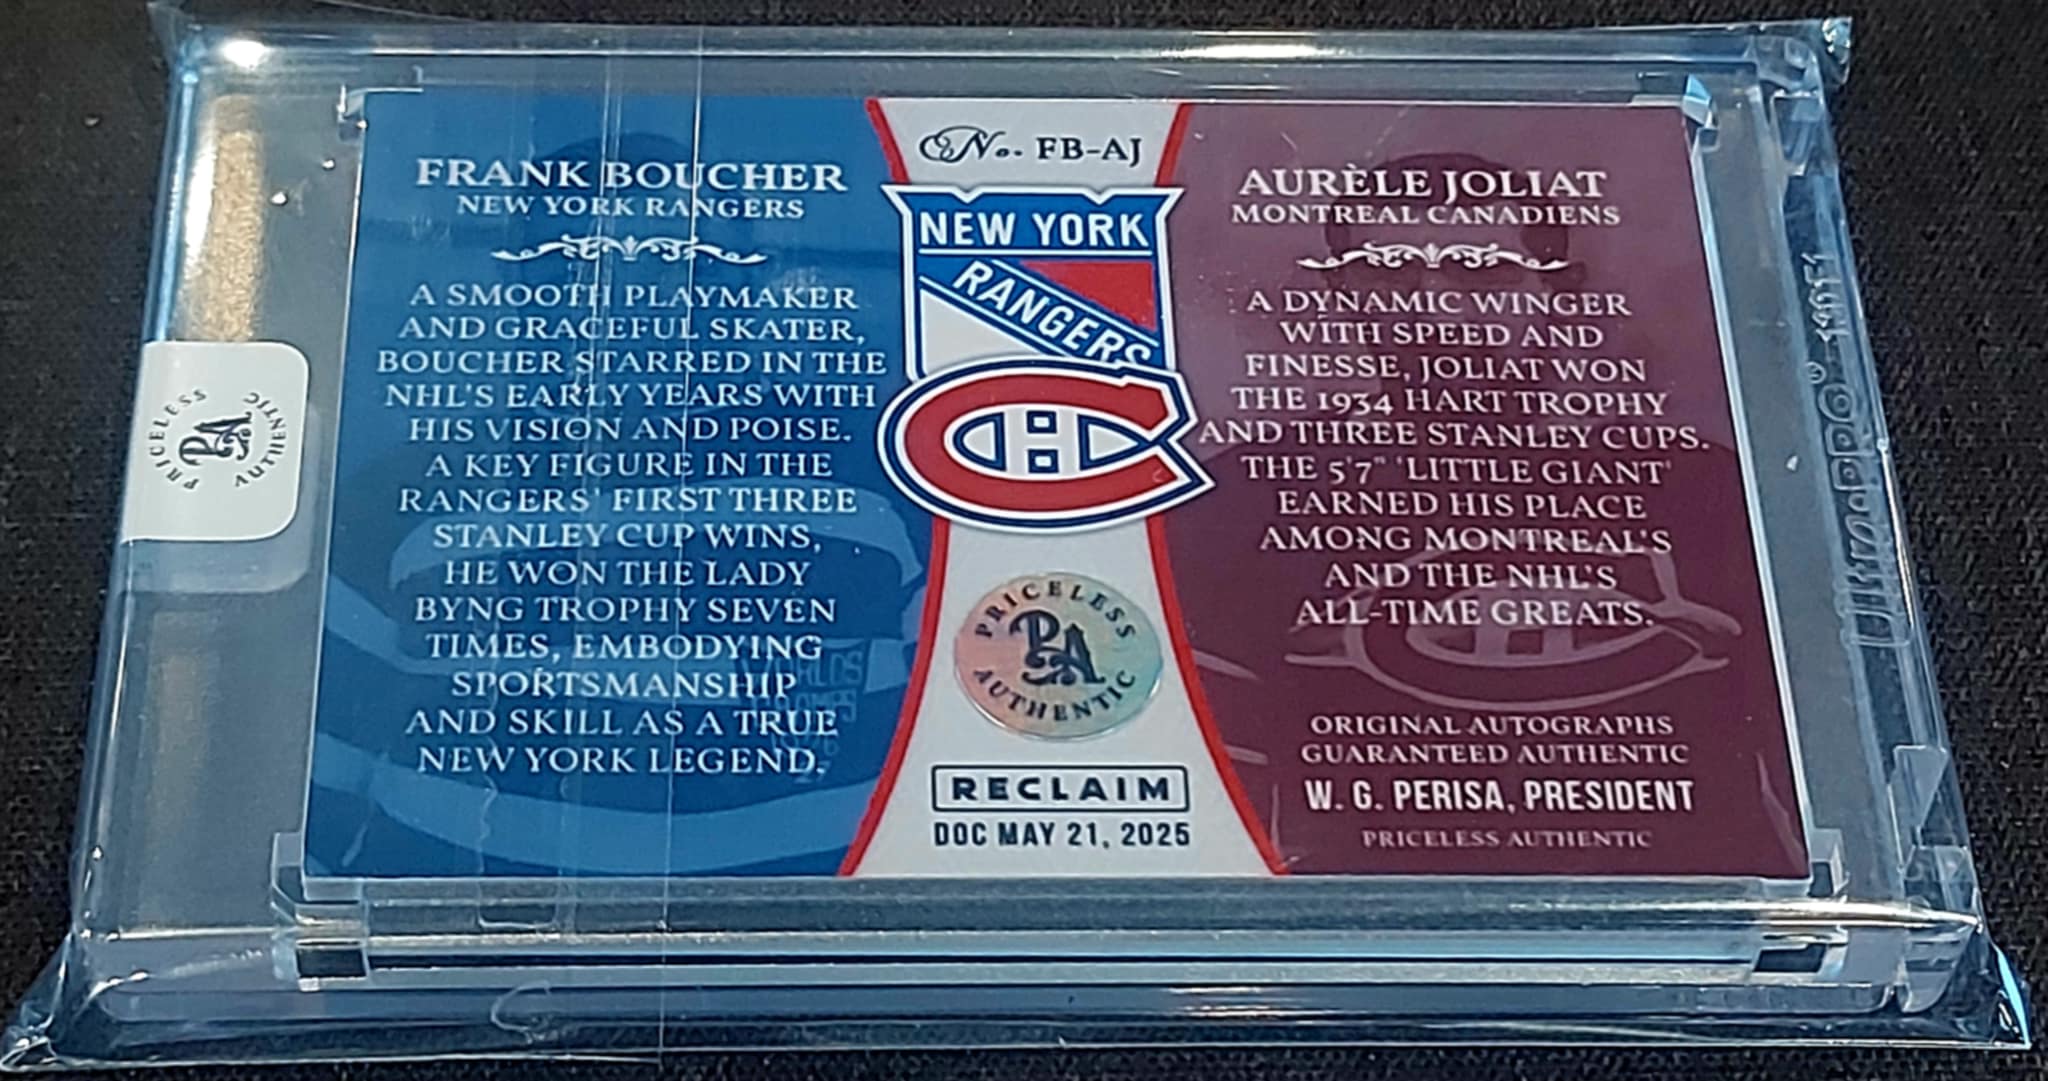 FRANK BOUCHER
NEW YORK RANGERS
A SMOOTH PLAYMAKER
AND GRACEFUL SKATER,
BOUCHER STARRED IN THE
NHL'S EARLY YEARS WITH
HIS VISION AND POISE.
A KEY FIGURE IN THE
RANGERS' FIRST THREE
STANLEY CUP WINS,
HE WON THE LADY
BYNG TROPHY SEVEN
TIMES, EMBODYING
SPORTSMANSHIP
AND SKILL AS A TRUE
NEW YORK LEGEND.
No. FB-AJ
NEW YORK
RANGERS
PRICELESS
PA
AUTHENTIC
RECLAIM
DOC MAY 21, 2025
AURÈLE JOLIAT
MONTREAL CANADIENS
A DYNAMIC WINGER
WITH SPEED AND
FINESSE, JOLIAT WON
THE 1934 HART TROPHY
AND THREE STANLEY CUPS.
THE 5'7" 'LITTLE GIANT'
EARNED HIS PLACE
AMONG MONTREAL'S
AND THE NHL'S
ALL-TIME GREATS.
ORIGINAL AUTOGRAPHS
GUARANTEED AUTHENTIC
W. G. PERISA, PRESIDENT
PRICELESS AUTHENTIC
PRICELESS
PA
AUTHENTIC
Ultra•PRO®